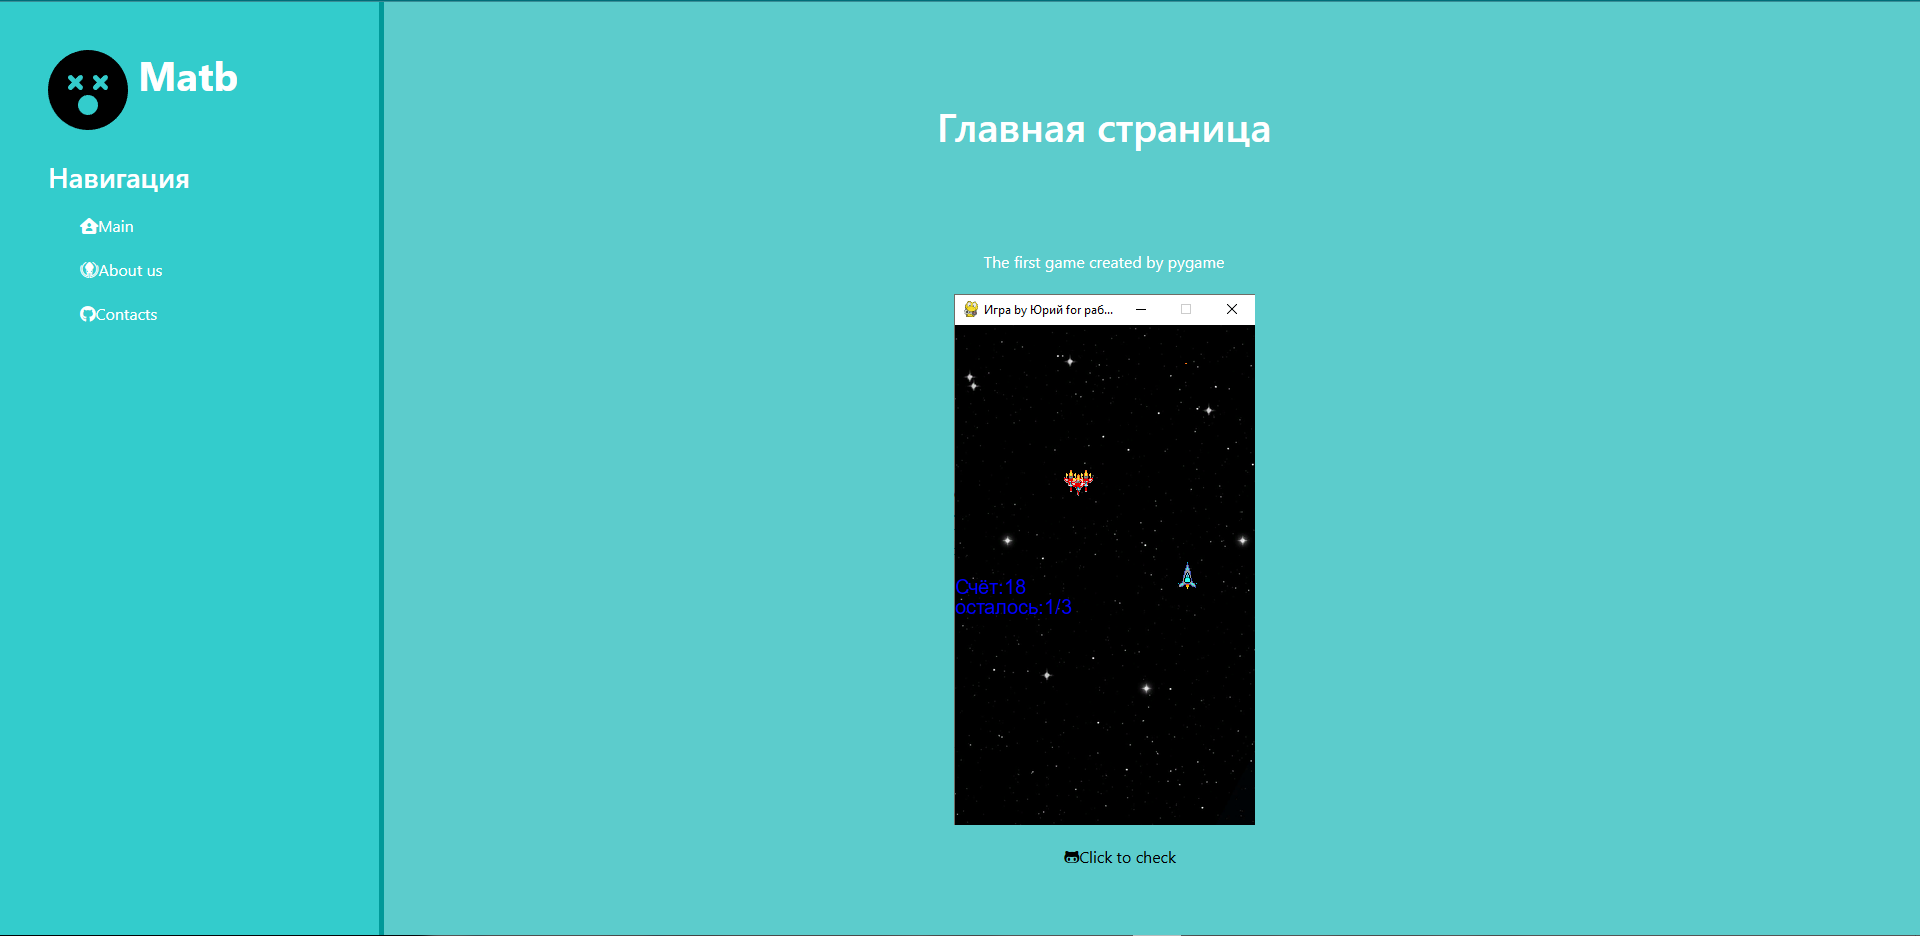 Matb
Навигация
Main
About us
Contacts
Главная страница
The first game created by pygame
Игра by Юрий for раб...
Счёт:18
осталось:1/3
Click to check